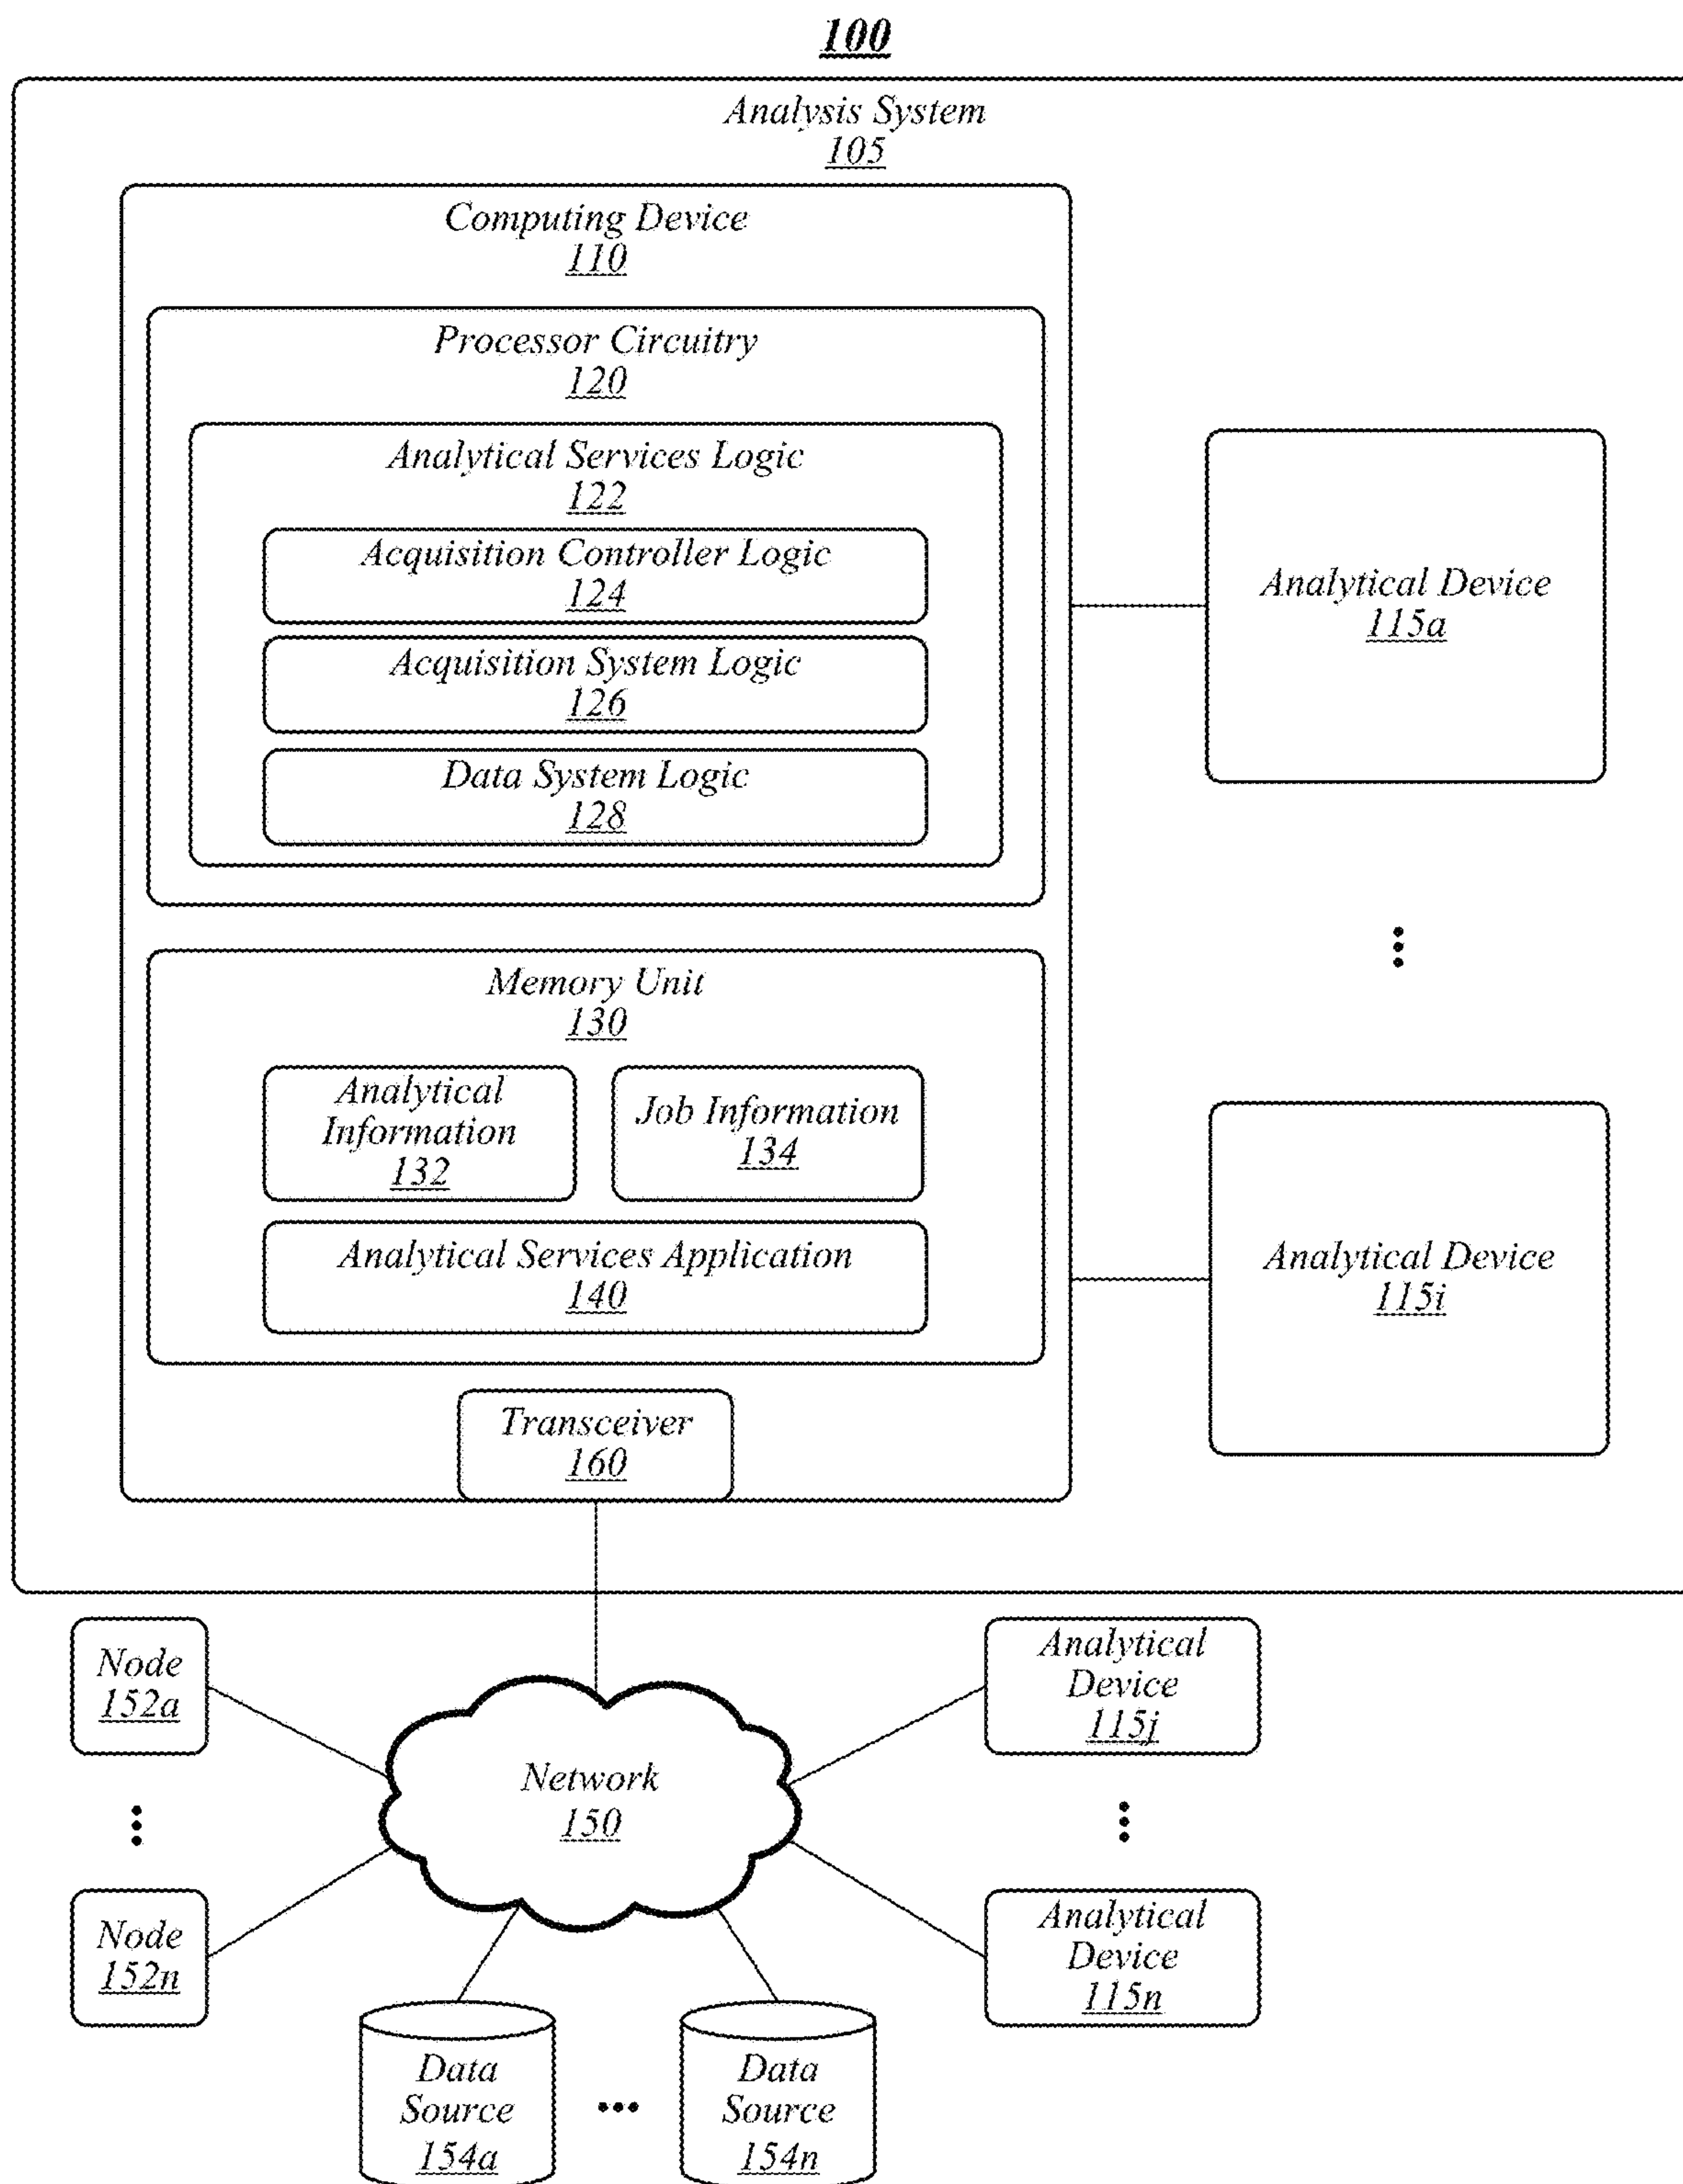 100
Analysis System
105
Computing Device
110
Processor Circuitry
120
Analytical Services Logic
122
Acquisition Controller Logic
124
Acquisition System Logic
126
Data System Logic
128
Analytical Device
115a
Memory Unit
130
Analytical
Information
132
Job Information
134
Analytical Services Application
140
Analytical Device
115i
Transceiver
160
Node
152a
Node
152n
Network
150
Analytical
Device
115j
Analytical
Device
115n
Data
Source
154a
Data
Source
154n